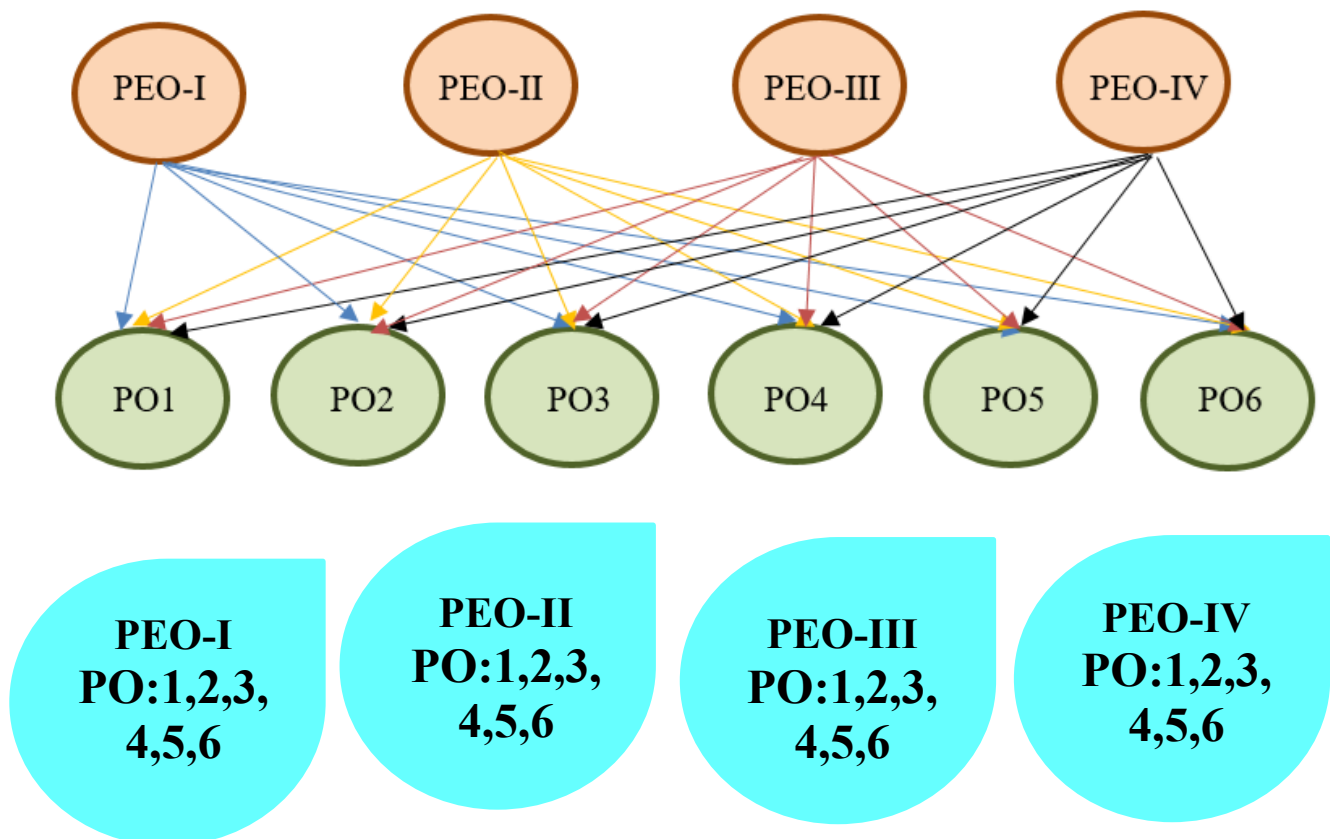 PEO-I
PEO-II
PEO-III
PEO-IV
PO1
PO2
PO3
PO4
PO5
PO6
PEO-I
PO:1,2,3,
4,5,6
PEO-II
PO:1,2,3,
4,5,6
PEO-III
PO:1,2,3,
4,5,6
PEO-IV
PO:1,2,3,
4,5,6